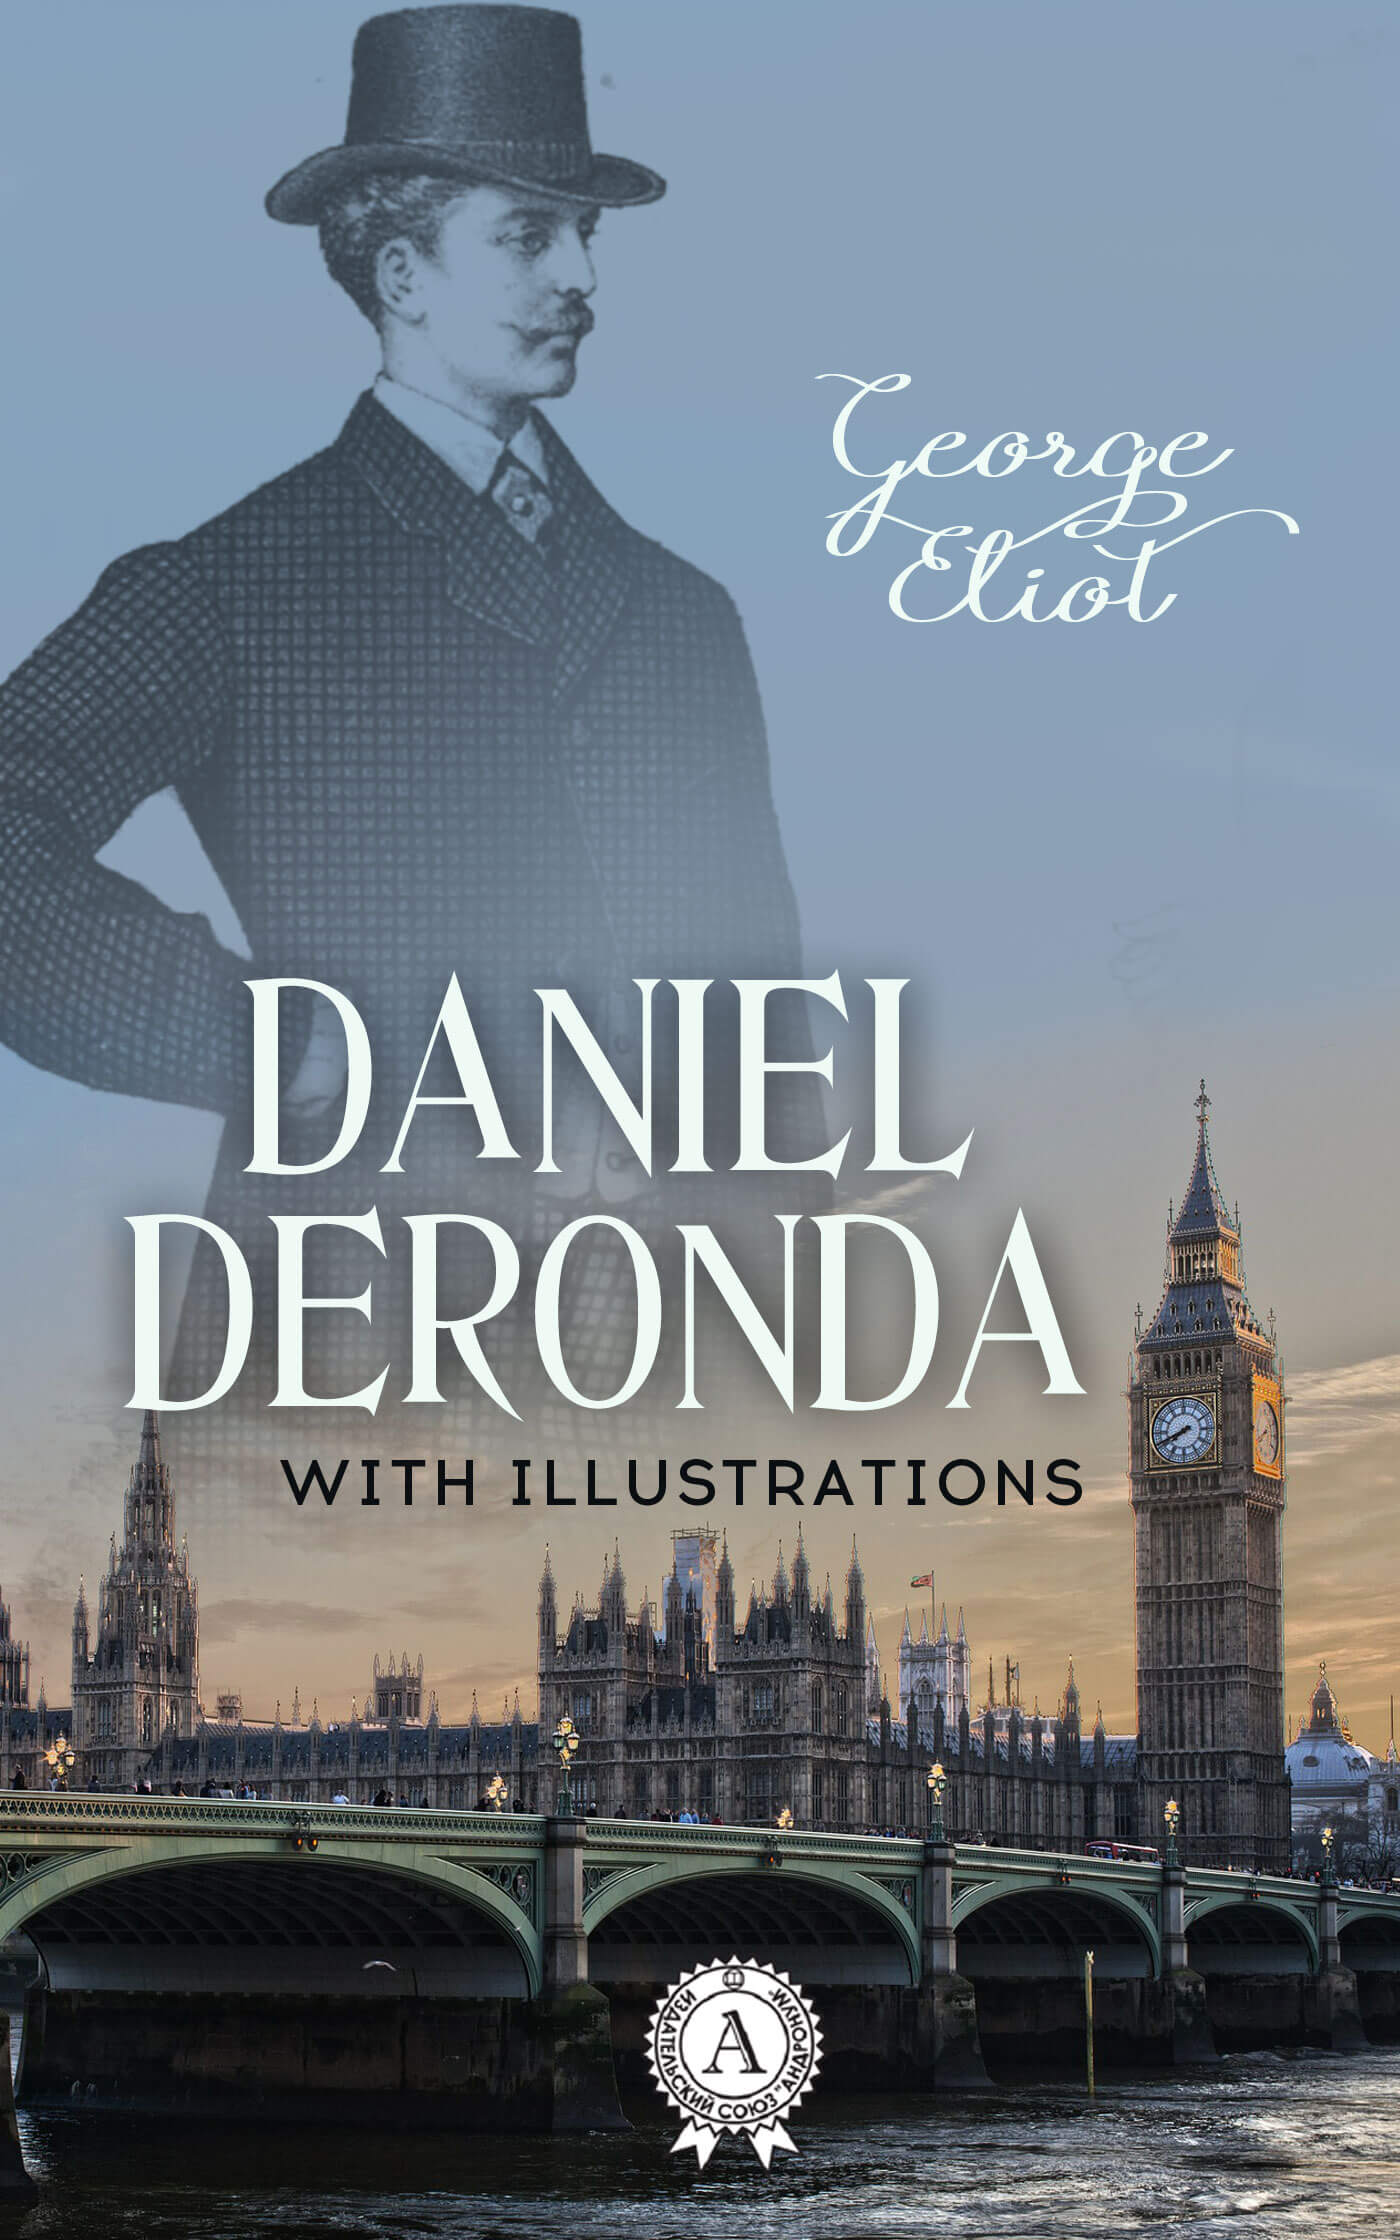 George
Eliot
DANIEL
DERONDA
WITH ILLUSTRATIONS
A
ИЗДАТЕЛЬСКИЙ СОЮЗ "АНДРОНУМ"